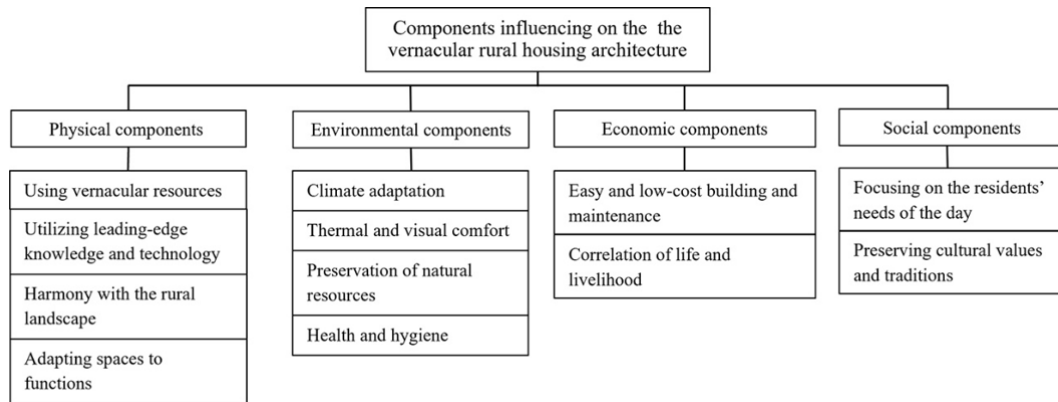 Components influencing on the the
vernacular rural housing architecture
Physical components
Using vernacular resources
Utilizing leading-edge
knowledge and technology
Harmony with the rural
landscape
Adapting spaces to
functions
Environmental components
Climate adaptation
Thermal and visual comfort
Preservation of natural
resources
Health and hygiene
Economic components
Easy and low-cost building and
maintenance
Correlation of life and
livelihood
Social components
Focusing on the residents’
needs of the day
Preserving cultural values
and traditions